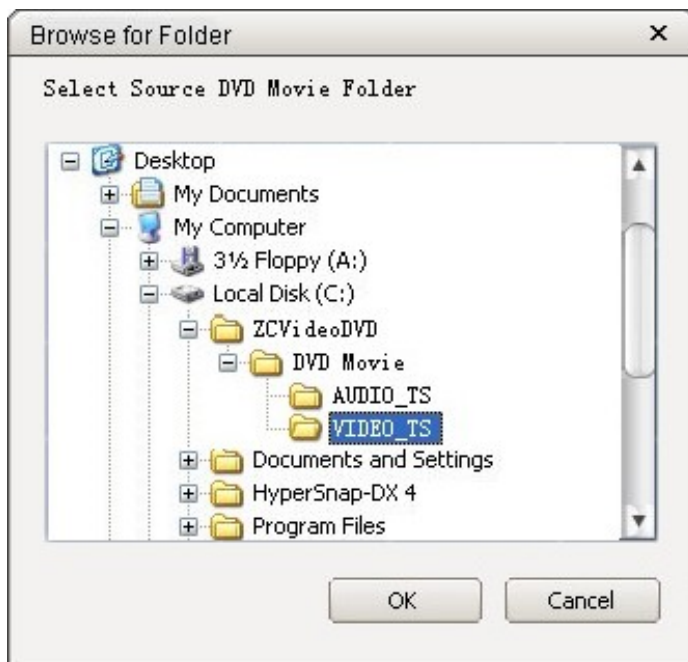 Browse for Folder
Select Source DVD Movie Folder
Desktop
My Documents
My Computer
3½ Floppy (A:)
Local Disk (C:)
ZCVideoDVD
DVD Movie
AUDIO_TS
VIDEO_TS
Documents and Settings
HyperSnap-DX 4
Program Files
OK Cancel